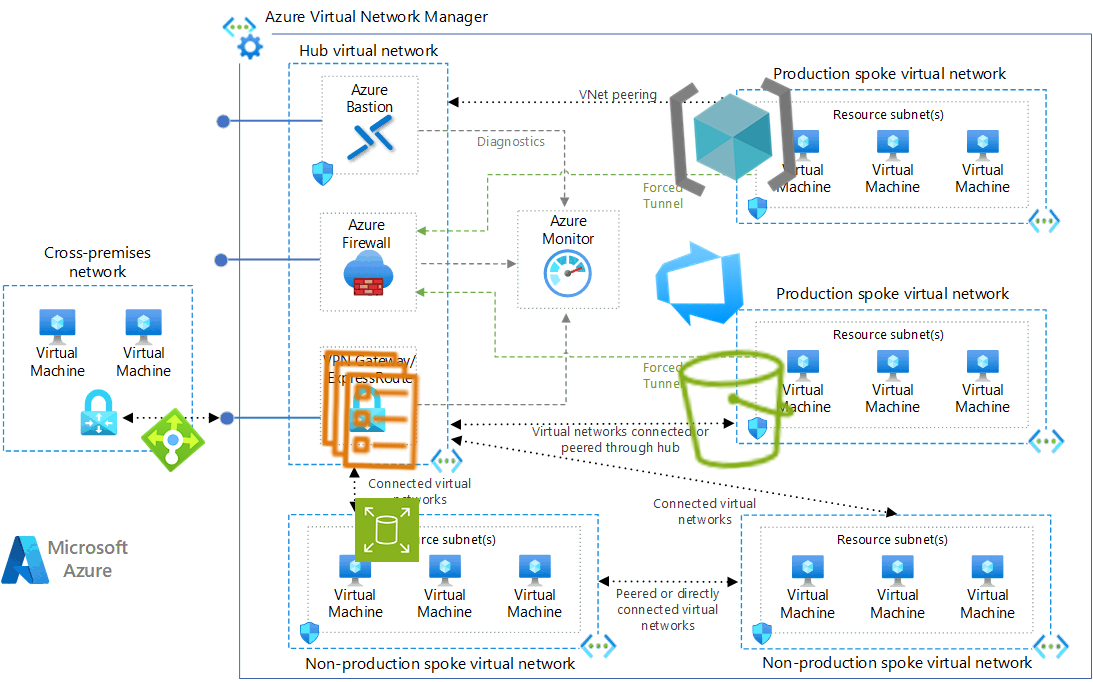 Azure Virtual Network Manager
Hub virtual network
Azure
Bastion
Production spoke virtual network
VNet peering
Resource subnet(s)
Diagnostics
Virtual
Machine
Virtual
Machine
Virtual
Machine
Forced
Tunnel
Azure
Firewall
Azure
Monitor
Cross-premises
network
Production spoke virtual network
Resource subnet(s)
Virtual
Machine
Virtual
Machine
VPN Gateway/
ExpressRoute
Forced
Tunnel
Virtual
Machine
Virtual
Machine
Virtual
Machine
Virtual networks connected or
peered through hub
Connected virtual
networks
Connected virtual
networks
Resource subnet(s)
Resource subnet(s)
Microsoft
Azure
Virtual
Machine
Virtual
Machine
Virtual
Machine
Peered or directly
connected virtual
networks
Virtual
Machine
Virtual
Machine
Virtual
Machine
Non-production spoke virtual network
Non-production spoke virtual network